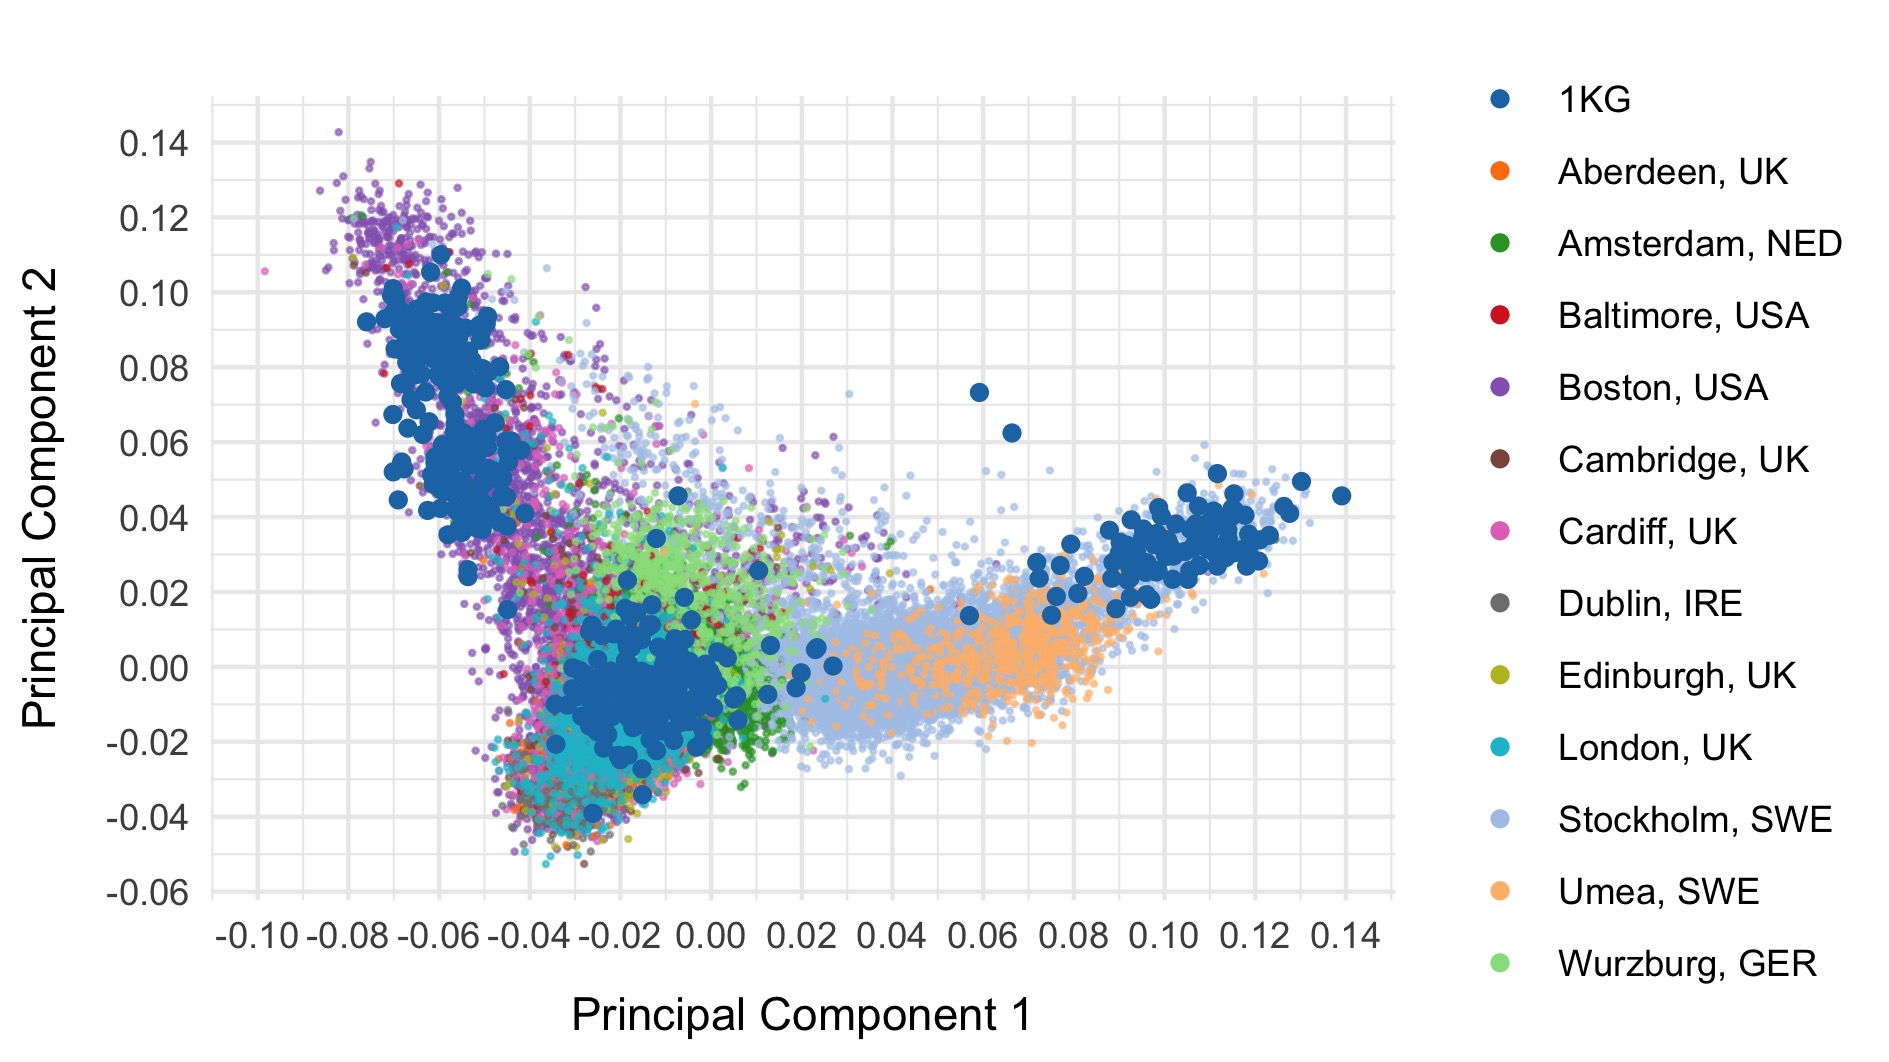 1KG
Aberdeen, UK
0.14
0.12
Amsterdam, NED
0.10
Baltimore, USA
0.08
Boston, USA
0.06
Cambridge, UK
0.04
Cardiff, UK
0.02
Dublin, IRE
0.00
Edinburgh, UK
-0.02
London, UK
-0.04
Stockholm, SWE
-0.06
Umea, SWE
Principal Component 2
-0.10 -0.08 -0.06 -0.04 -0.02 0.00 0.02 0.04 0.06 0.08 0.10 0.12 0.14
Wurzburg, GER
Principal Component 1